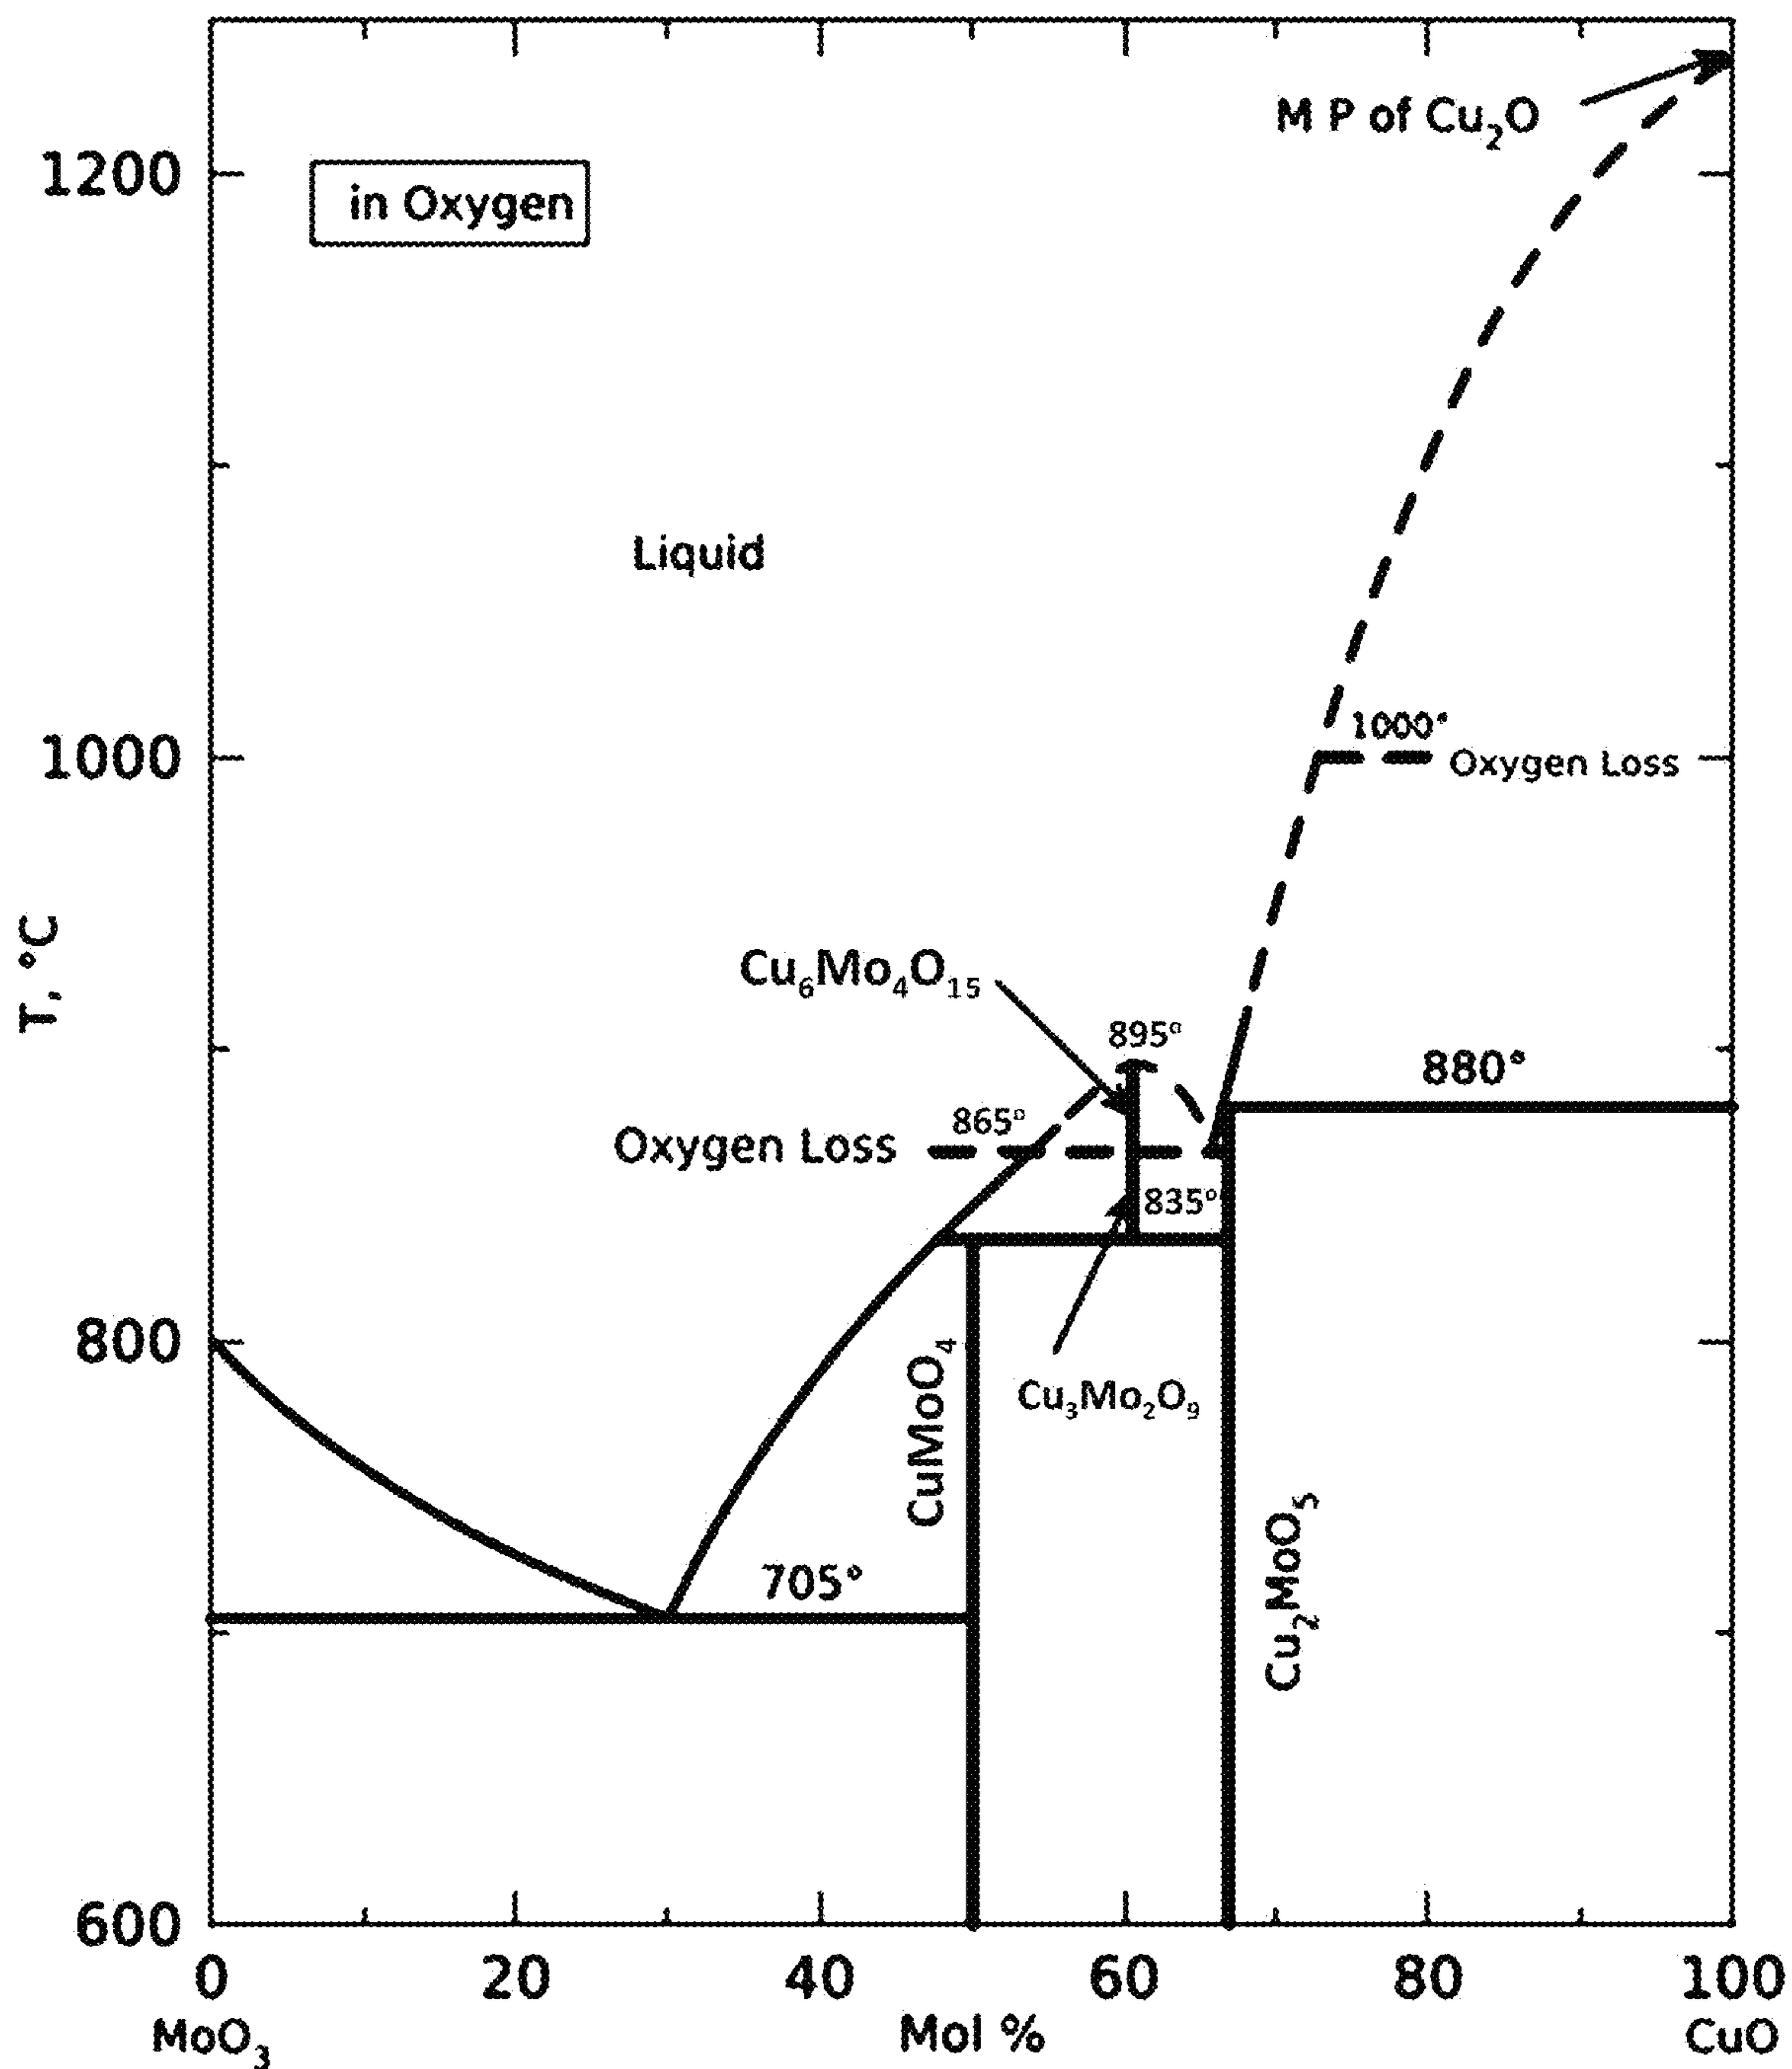 M P of Cu₂O
1200
in Oxygen
Liquid
1000°
1000
Oxygen Loss
T, °C
Cu₆Mo₄O₁₅
895°
880°
865°
Oxygen Loss
835°
800
CuMoO₄
Cu₃Mo₂O₉
Cu₂MoO₅
705°
600
0 20 40 60 80 100
MoO₃ Mol % CuO